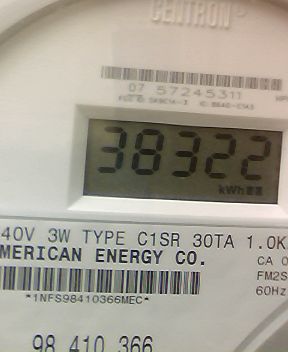 CENTRON®
07 57245311
38322
kWh
40V 3W TYPE C1SR 30TA 1.0K
MERICAN ENERGY CO.
CA 0
FM2S
60Hz
*1NFS98410366MEC*
98 410 366